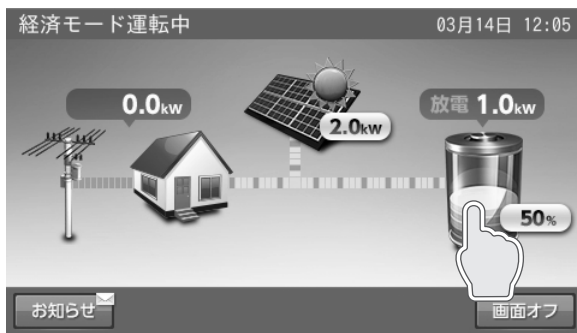 経済モード運転中
03月14日 12:05
0.0kw
2.0kw
放電 1.0kw
50%
お知らせ
画面オフ